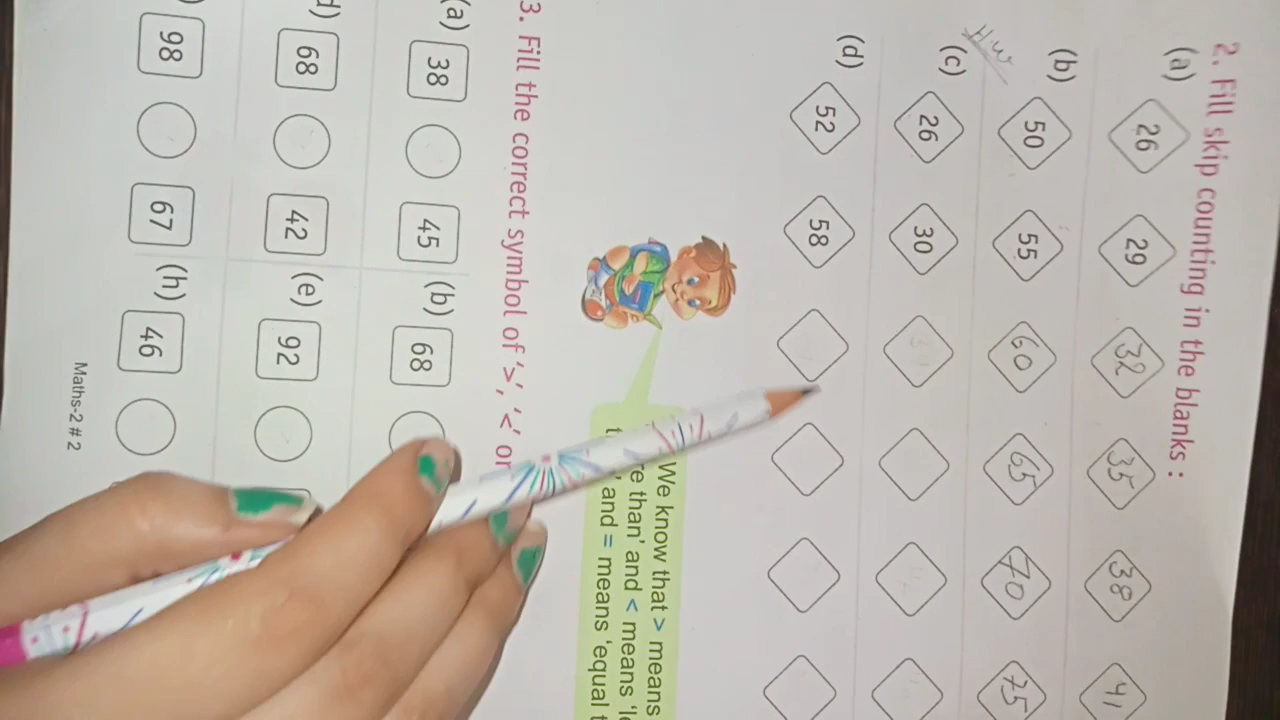 2. Fill skip counting in the blanks :
(a) 26 29 32 35 38 41
(b) 50 55 60 65 70 75
H.W
(c) 26 30
(d) 52 58
We know that > means
re than' and < means 'le
and = means 'equal t
3. Fill the correct symbol of '>', '<' or
(a) 38 45 (b) 68
d) 68 42 (e) 92
) 98 67 (h) 46
Maths-2 # 2